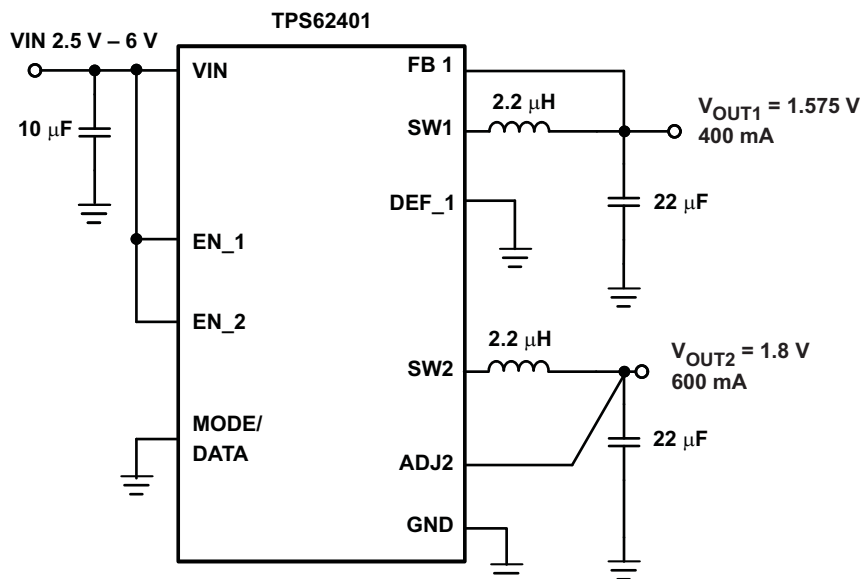 TPS62401
VIN 2.5 V – 6 V
VIN
FB 1
2.2 μH
VOUT1 = 1.575 V
400 mA
SW1
10 μF
DEF_1
22 μF
EN_1
EN_2
2.2 μH
VOUT2 = 1.8 V
600 mA
SW2
MODE/
DATA
22 μF
ADJ2
GND